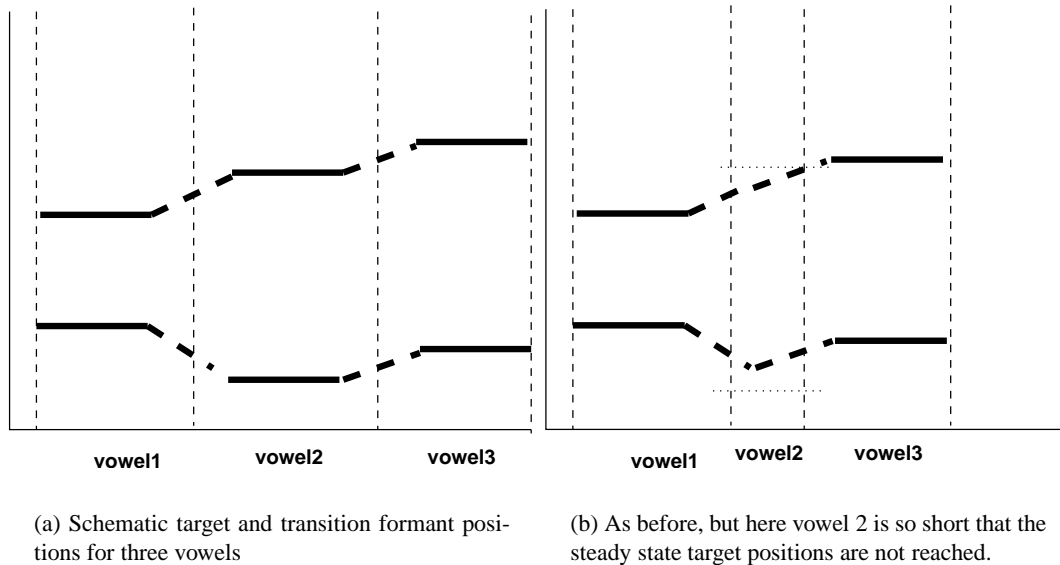 vowel1
vowel2
vowel3
vowel1
vowel2
vowel3
(a) Schematic target and transition formant posi-
tions for three vowels
(b) As before, but here vowel 2 is so short that the
steady state target positions are not reached.